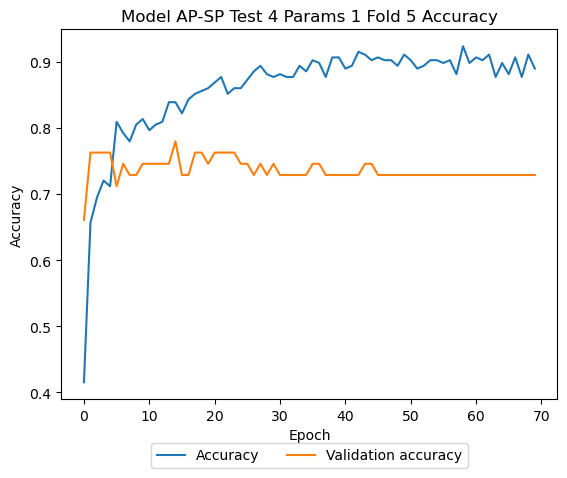 Model AP-SP Test 4 Params 1 Fold 5 Accuracy
Accuracy
0.9
0.8
0.7
0.6
0.5
0.4
0 10 20 30 40 50 60 70
Epoch
Accuracy Validation accuracy